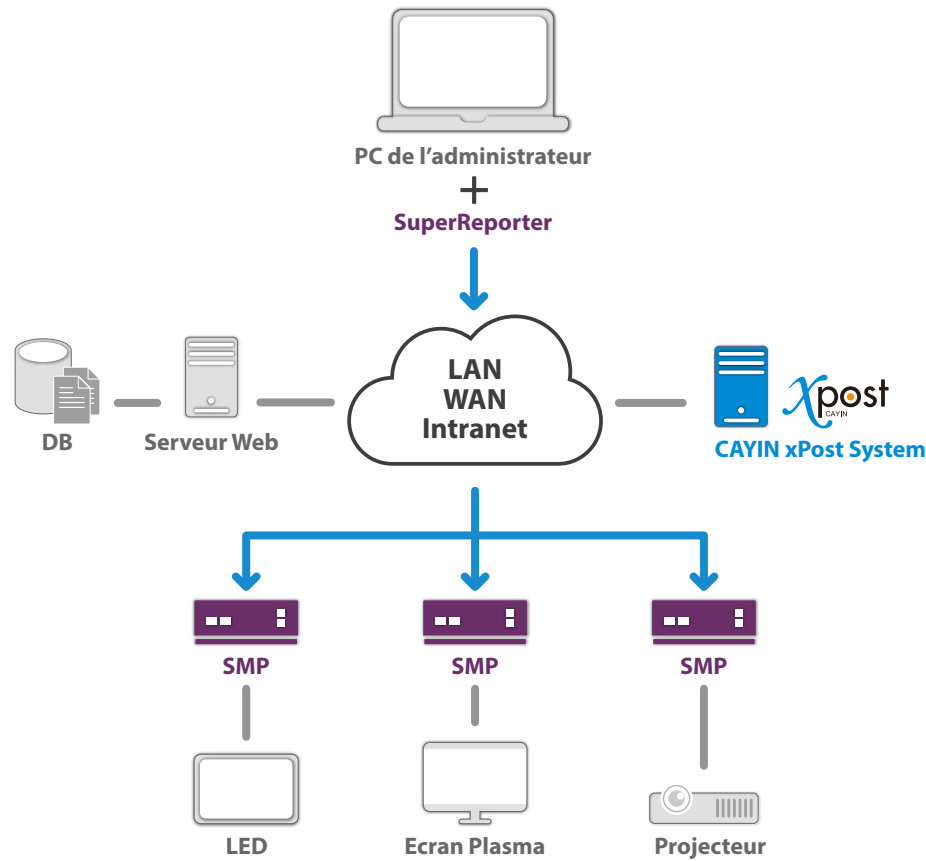 PC de l’administrateur
+
SuperReporter
LAN
WAN
Intranet
DB
Serveur Web
Xpost
CAYIN
CAYIN xPost System
SMP
SMP
SMP
LED
Ecran Plasma
Projecteur